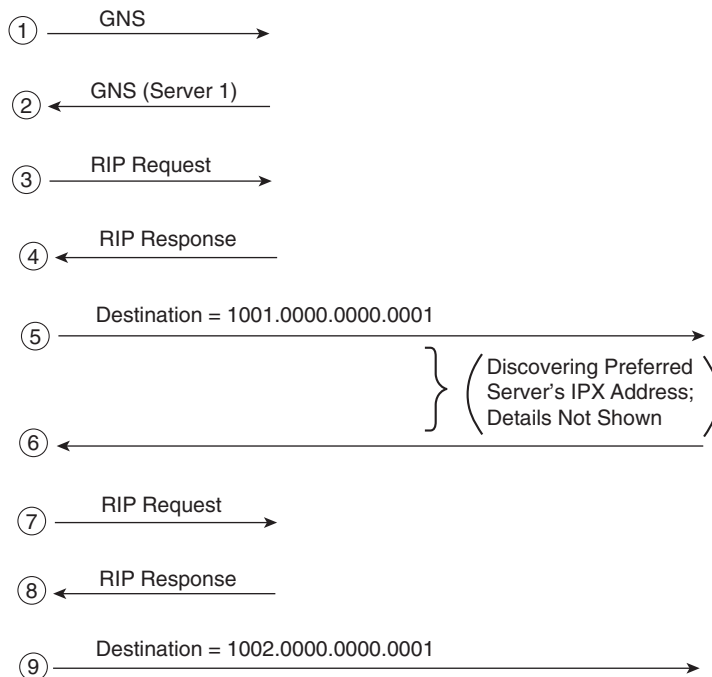 ① GNS
② GNS (Server 1)
③ RIP Request
④ RIP Response
⑤ Destination = 1001.0000.0000.0001
Discovering Preferred
Server's IPX Address;
Details Not Shown
⑥
⑦ RIP Request
⑧ RIP Response
⑨ Destination = 1002.0000.0000.0001